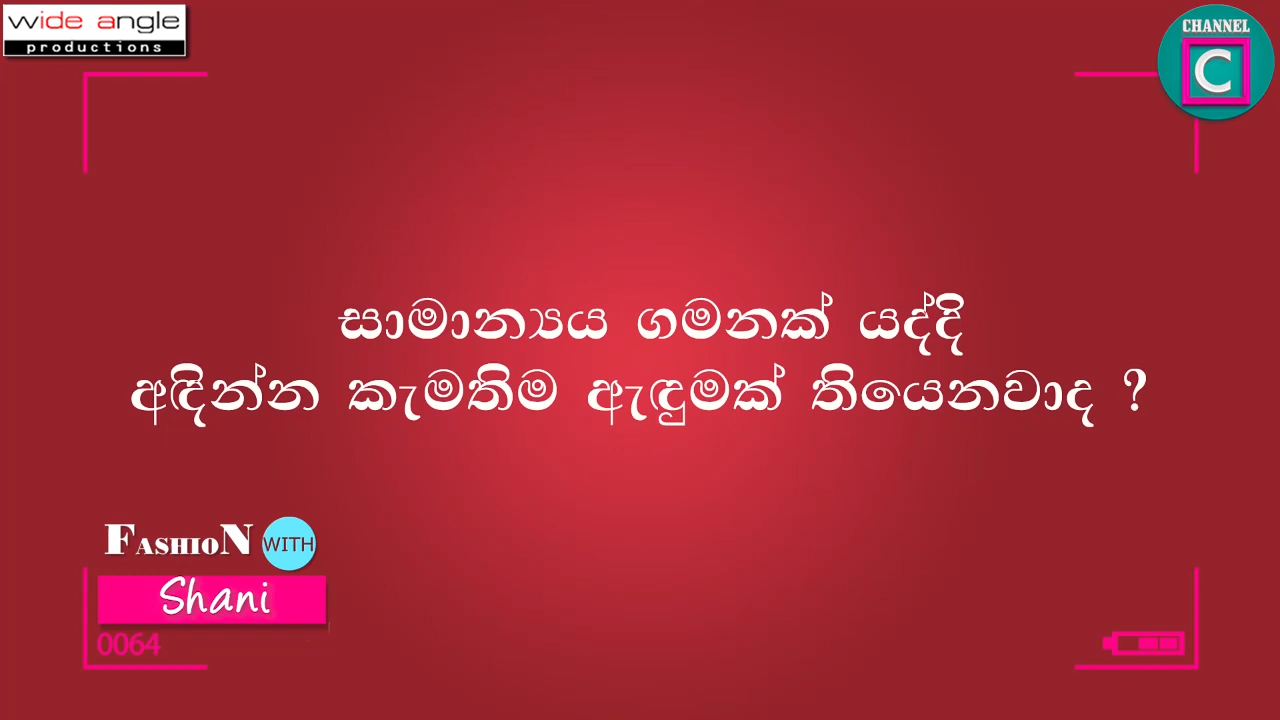 wide angle
productions
CHANNEL
C
සාමාන්‍යය ගමනක් යද්දි
අඳින්න කැමතිම ඇඳුමක් තියෙනවාද ?
FASHION WITH
Shani
0064